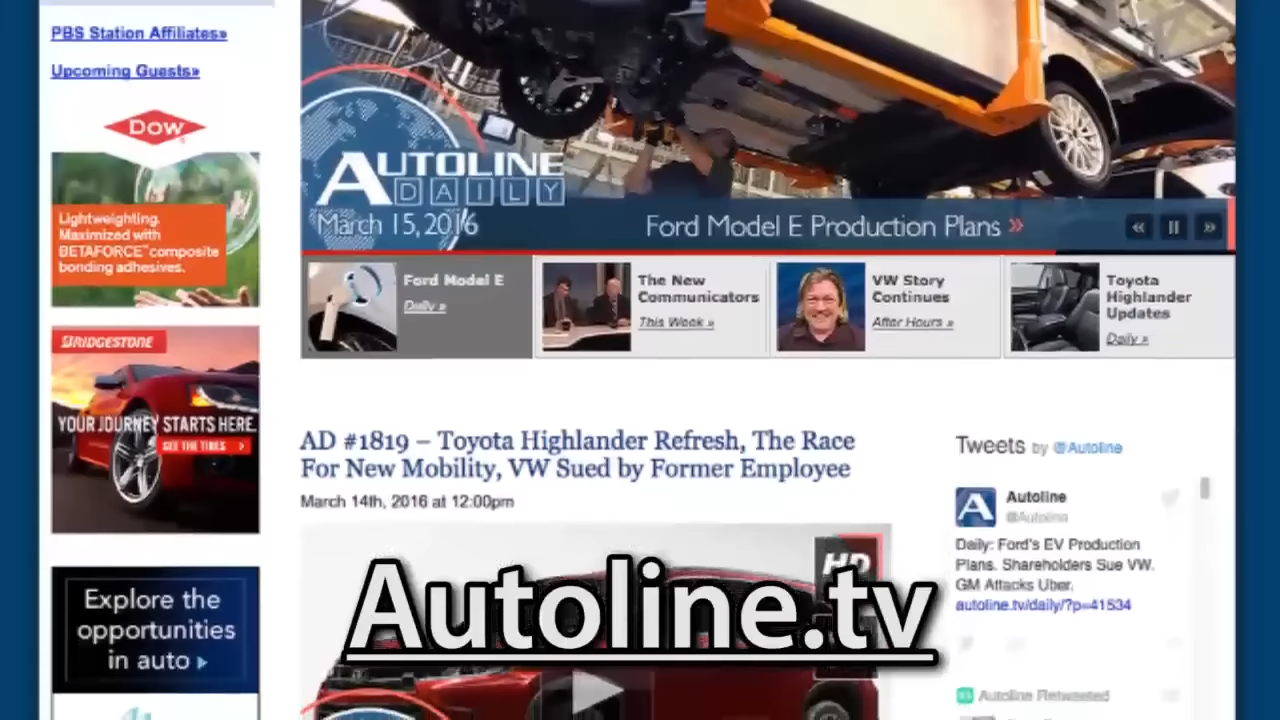 PBS Station Affiliates»
Upcoming Guests»
DOW
Lightweighting.
Maximized with
BETAFORCE™ composite
bonding adhesives.
BRIDGESTONE
YOUR JOURNEY STARTS HERE.
SEE THE TIRES >
Explore the
opportunities
in auto
AUTOLINE
DAILY
March 15, 2016
Ford Model E Production Plans »
Ford Model E
Daily »
The New
Communicators
This Week »
VW Story
Continues
After Hours »
Toyota
Highlander
Updates
Daily »
AD #1819 – Toyota Highlander Refresh, The Race
For New Mobility, VW Sued by Former Employee
March 14th, 2016 at 12:00pm
HD
Autoline.tv
Tweets by @Autoline
Autoline
@Autoline
Daily: Ford's EV Production
Plans. Shareholders Sue VW.
GM Attacks Uber.
autoline.tv/daily/?p=41534
Autoline Retweeted